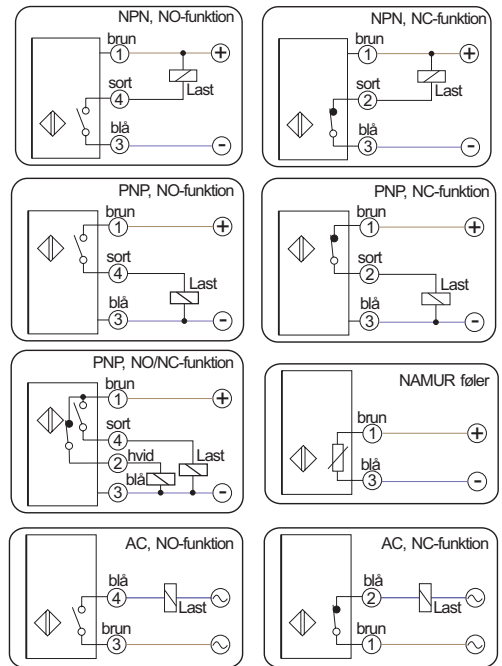 NPN, NO-funktion
brun
1
+
Last
sort
4
blå
3
-
NPN, NC-funktion
brun
1
+
Last
sort
2
blå
3
-
PNP, NO-funktion
brun
1
+
sort
4
Last
blå
3
-
PNP, NC-funktion
brun
1
+
sort
2
Last
blå
3
-
PNP, NO/NC-funktion
brun
1
+
sort
4
hvid
2
Last
blå
3
-
NAMUR føler
brun
1
+
blå
3
-
AC, NO-funktion
blå
4
Last
brun
3
AC, NC-funktion
blå
2
Last
brun
1